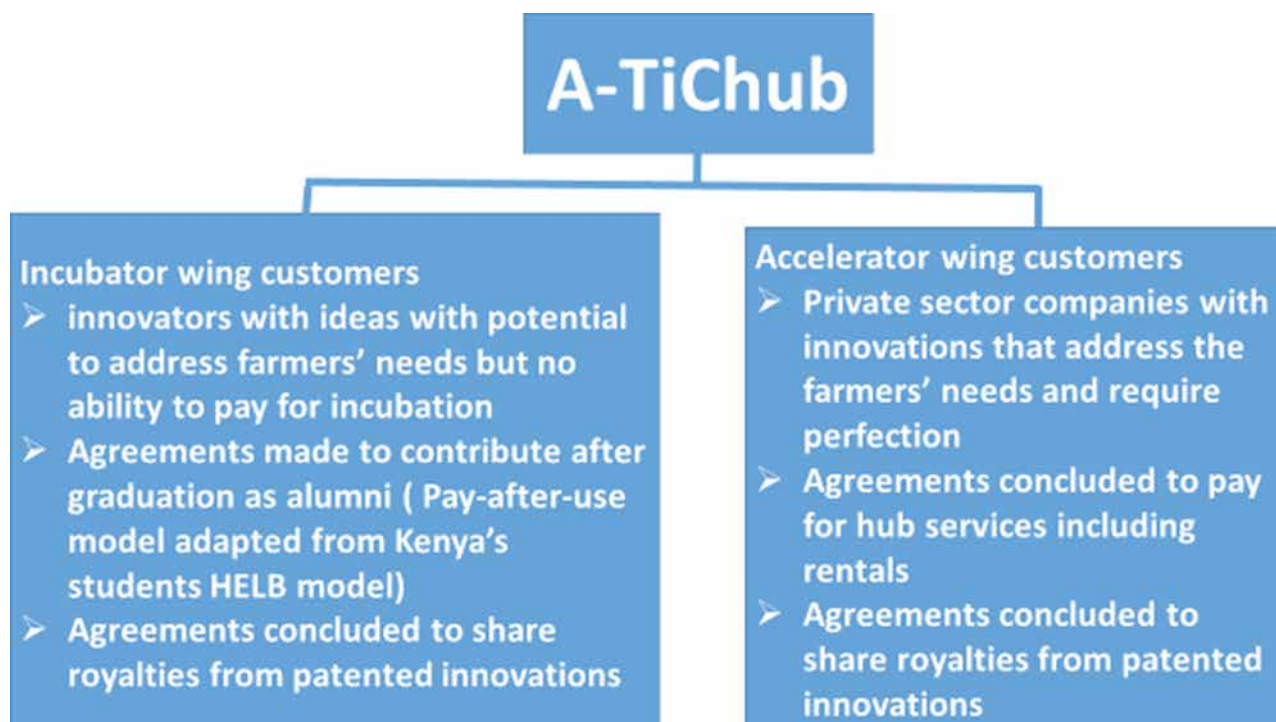 A-TiChub
Incubator wing customers
➢ innovators with ideas with potential
to address farmers’ needs but no
ability to pay for incubation
➢ Agreements made to contribute after
graduation as alumni ( Pay-after-use
model adapted from Kenya’s
students HELB model)
➢ Agreements concluded to share
royalties from patented innovations
Accelerator wing customers
➢ Private sector companies with
innovations that address the
farmers’ needs and require
perfection
➢ Agreements concluded to pay
for hub services including
rentals
➢ Agreements concluded to
share royalties from patented
innovations